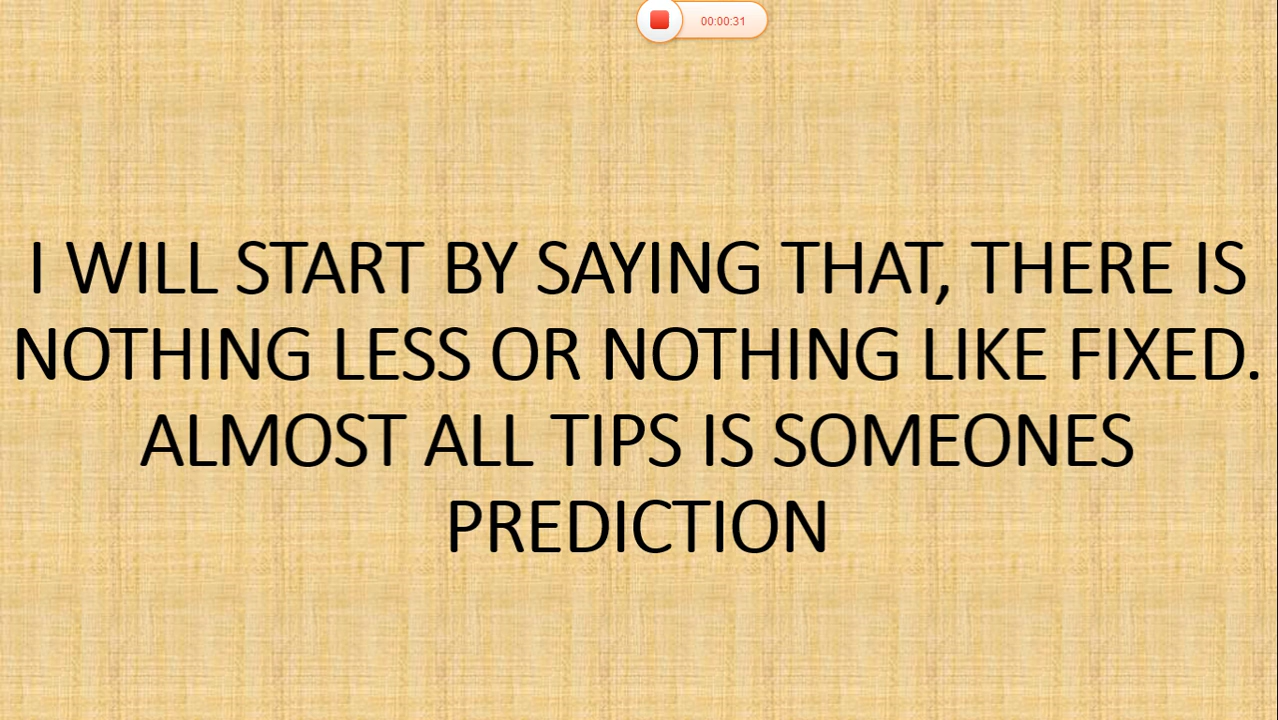 00:00:31
I WILL START BY SAYING THAT, THERE IS
NOTHING LESS OR NOTHING LIKE FIXED.
ALMOST ALL TIPS IS SOMEONES
PREDICTION